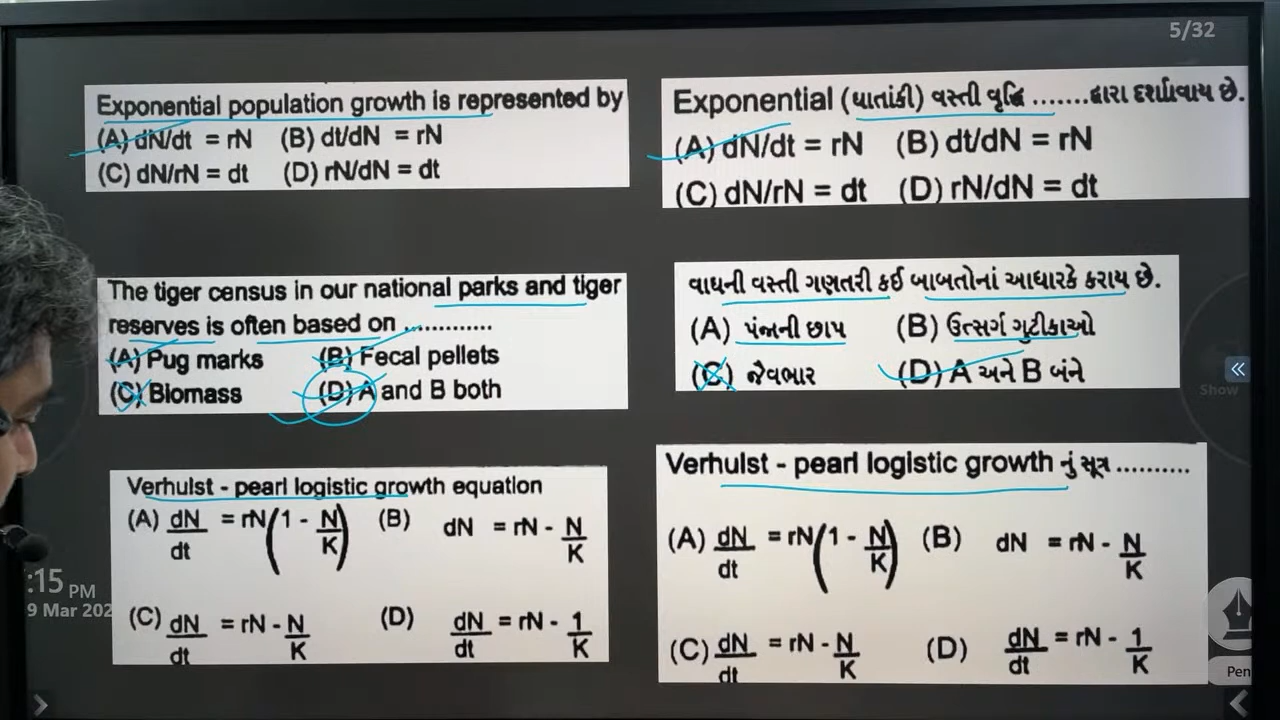 5/32
Exponential population growth is represented by
(A) dN/dt = rN (B) dt/dN = rN
(C) dN/rN = dt (D) rN/dN = dt
Exponential (ઘાતાંકી) વસ્તી વૃદ્ધિ .......દ્વારા દર્શાવાય છે.
(A) dN/dt = rN (B) dt/dN = rN
(C) dN/rN = dt (D) rN/dN = dt
The tiger census in our national parks and tiger
reserves is often based on ............
(A) Pug marks (B) Fecal pellets
(C) Biomass (D) A and B both
વાઘની વસ્તી ગણતરી કઈ બાબતોનાં આધારકે કરાય છે.
(A) પંજાની છાપ (B) ઉત્સર્ગ ગુટીકાઓ
(C) જૈવભાર (D) A અને B બંને
Verhulst - pearl logistic growth equation
(A) dN/dt = rN(1 - N/K) (B) dN = rN - N/K
(C) dN/dt = rN - N/K (D) dN/dt = rN - 1/K
Verhulst - pearl logistic growth નું સૂત્ર ..........
(A) dN/dt = rN(1 - N/K) (B) dN = rN - N/K
(C) dN/dt = rN - N/K (D) dN/dt = rN - 1/K
:15 PM
9 Mar 202
Show
Pen